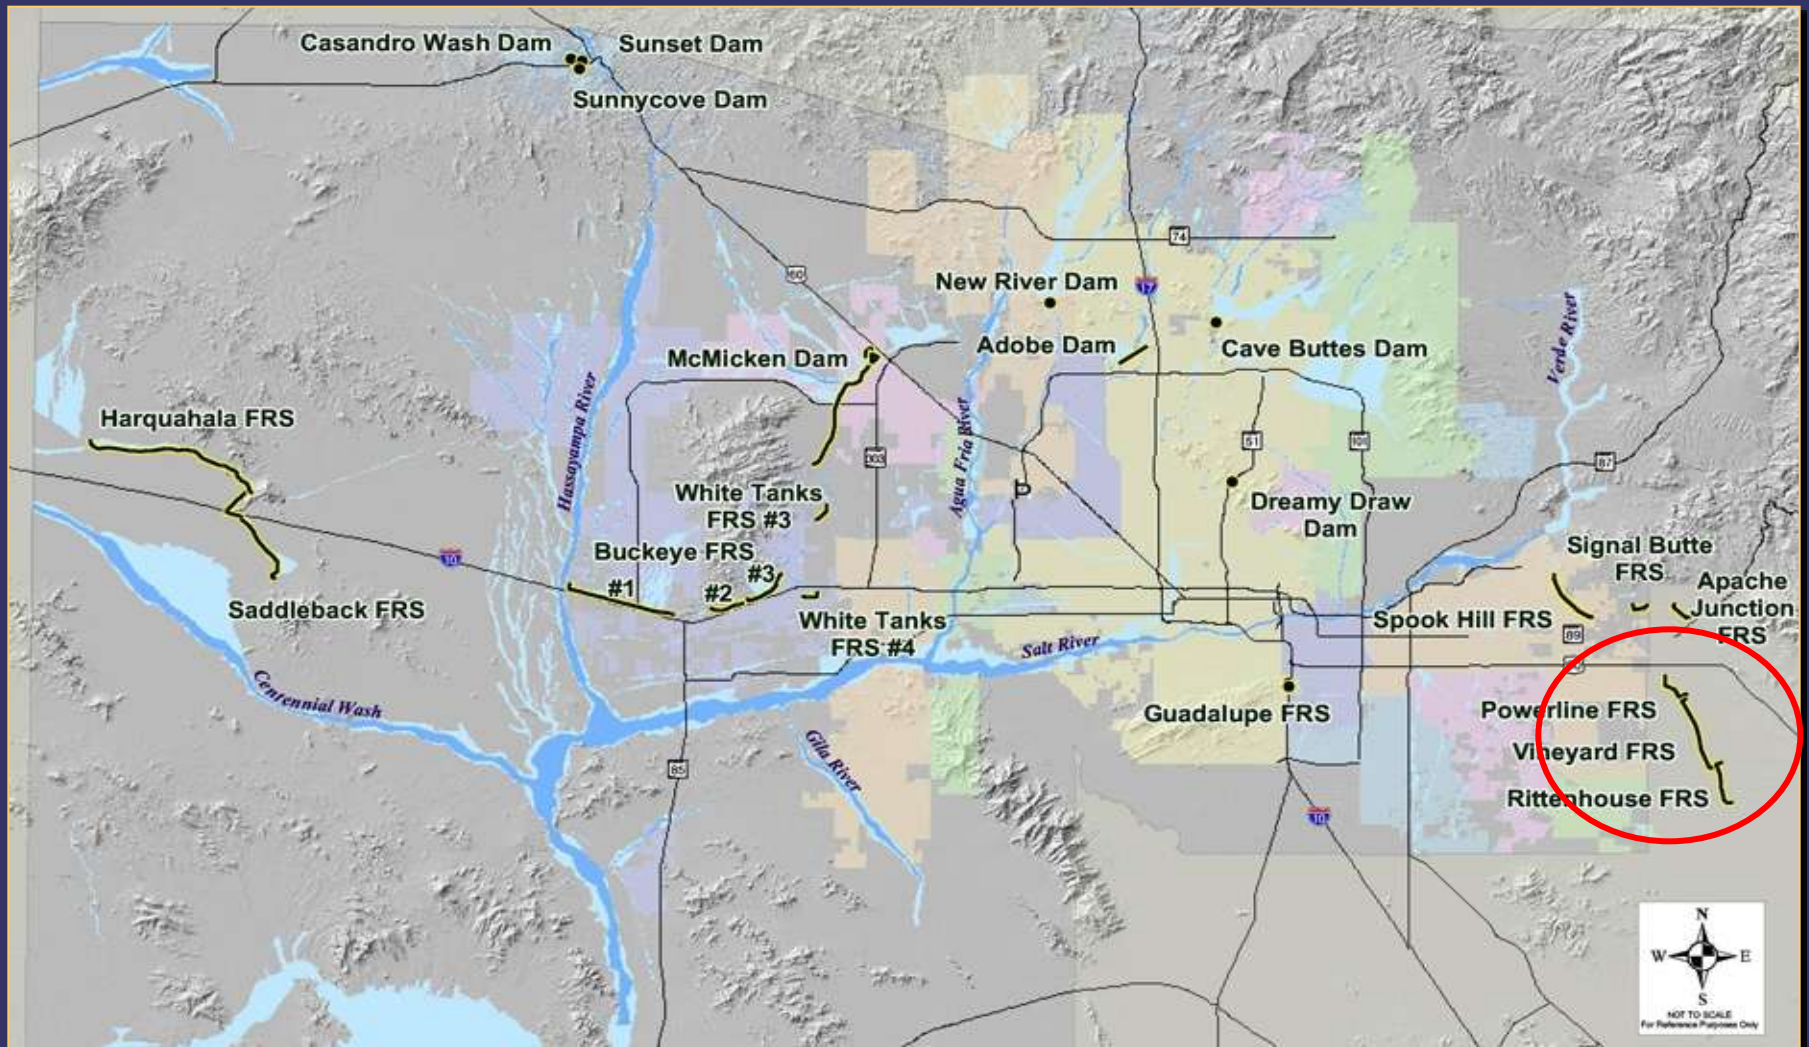 Casandro Wash Dam
Sunset Dam
Sunnycove Dam
74
60
New River Dam
17
Adobe Dam
Cave Buttes Dam
McMicken Dam
Verde River
Hassayampa River
Agua Fria River
Harquahala FRS
303
51
101
87
White Tanks
FRS #3
Dreamy Draw
Dam
10
Buckeye FRS
#1
#2
#3
Signal Butte
FRS
Apache
Junction
FRS
Saddleback FRS
White Tanks
FRS #4
Salt River
Spook Hill FRS
89
Centennial Wash
Guadalupe FRS
Powerline FRS
Gila River
Vineyard FRS
85
Rittenhouse FRS
10
N
W
E
S
NOT TO SCALE
For Reference Purposes Only